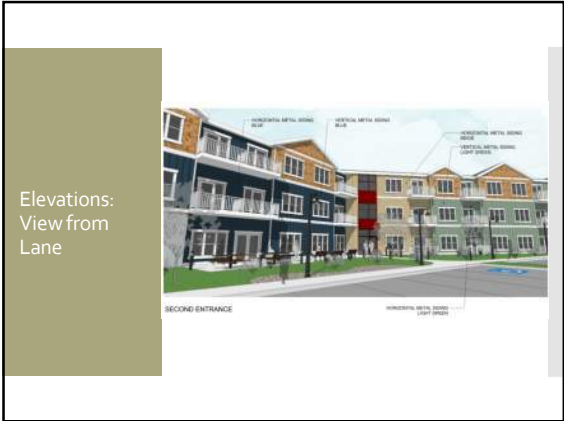 Elevations:
View from
Lane
HORIZONTAL METAL SIDING
BLUE
VERTICAL METAL SIDING
BLUE
HORIZONTAL METAL SIDING
BEIGE
VERTICAL METAL SIDING
LIGHT GREEN
SECOND ENTRANCE
HORIZONTAL METAL SIDING
LIGHT GREEN